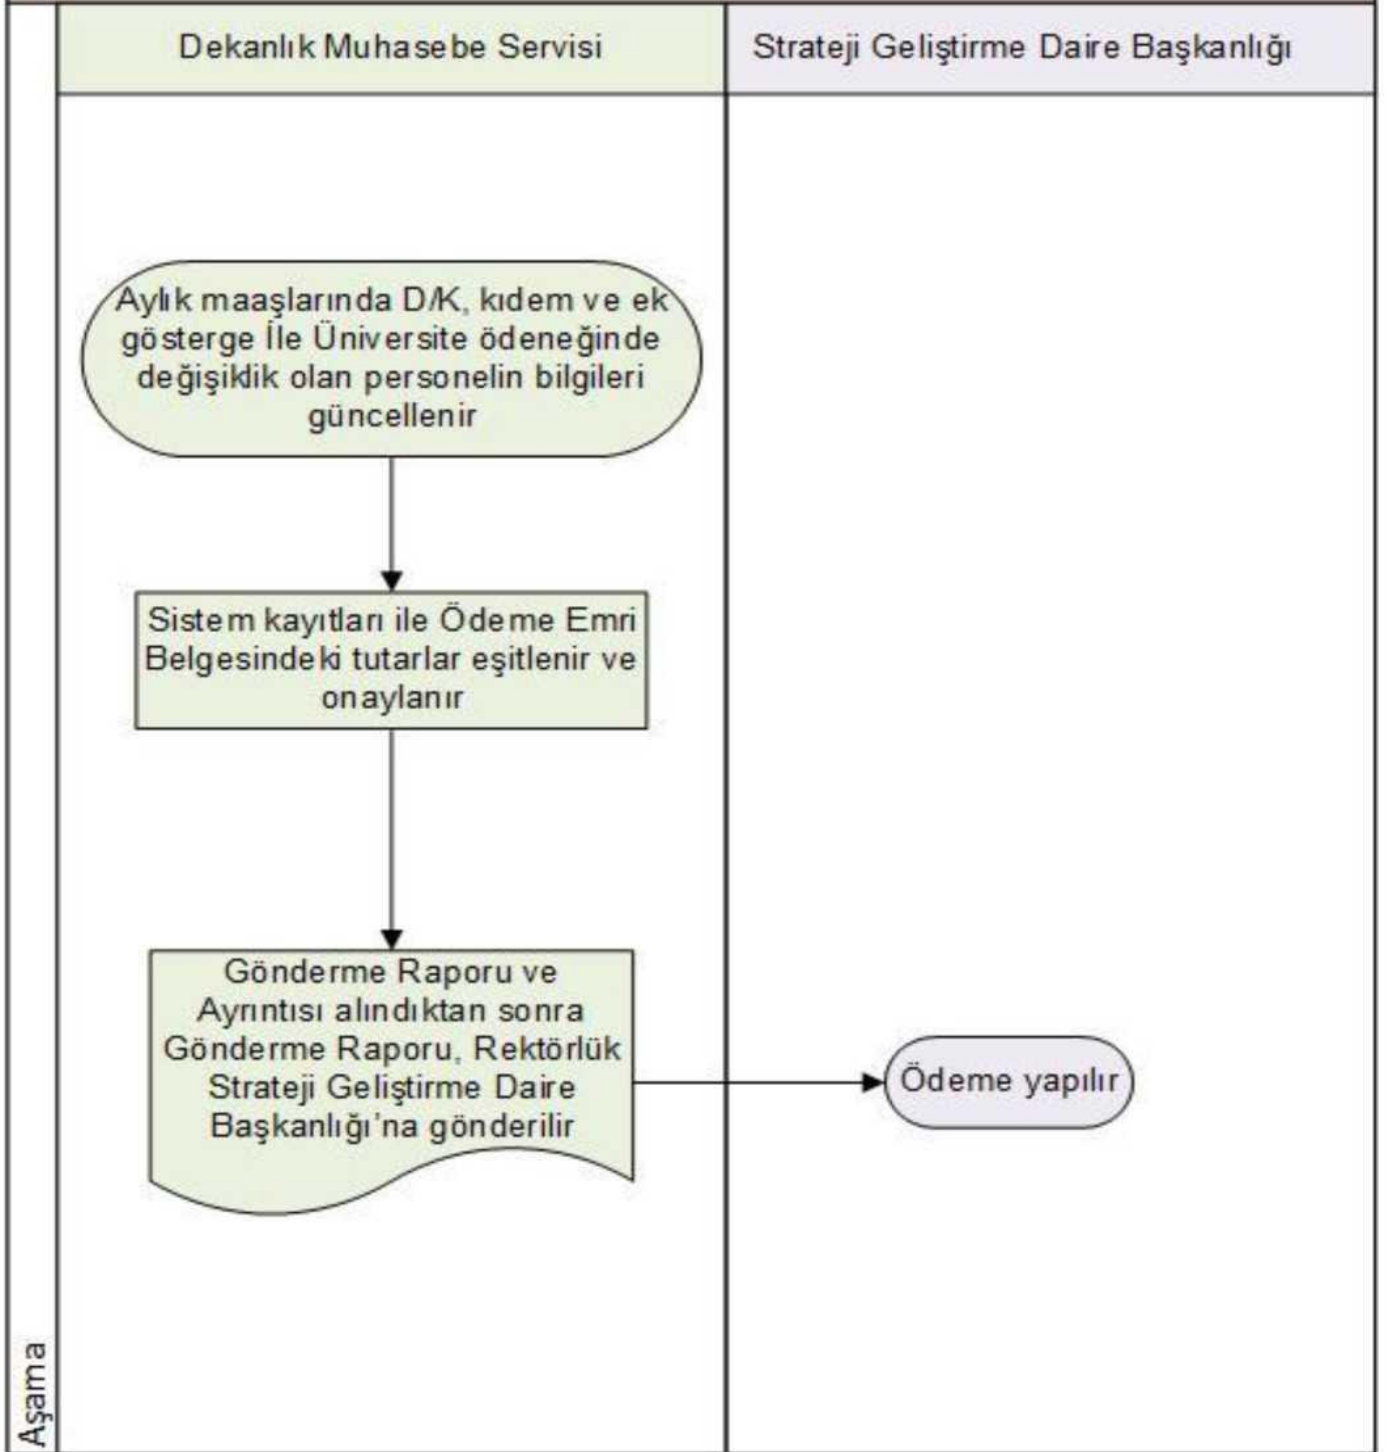 Dekanlık Muhasebe Servisi
Strateji Geliştirme Daire Başkanlığı
Aylık maaşlarında D/K, kıdem ve ek
gösterge İle Üniversite ödeneğinde
değişiklik olan personelin bilgileri
güncellenir
Sistem kayıtları ile Ödeme Emri
Belgesindeki tutarlar eşitlenir ve
onaylanır
Gönderme Raporu ve
Ayrıntısı alındıktan sonra
Gönderme Raporu, Rektörlük
Strateji Geliştirme Daire
Başkanlığı’na gönderilir
Ödeme yapılır
Aşama